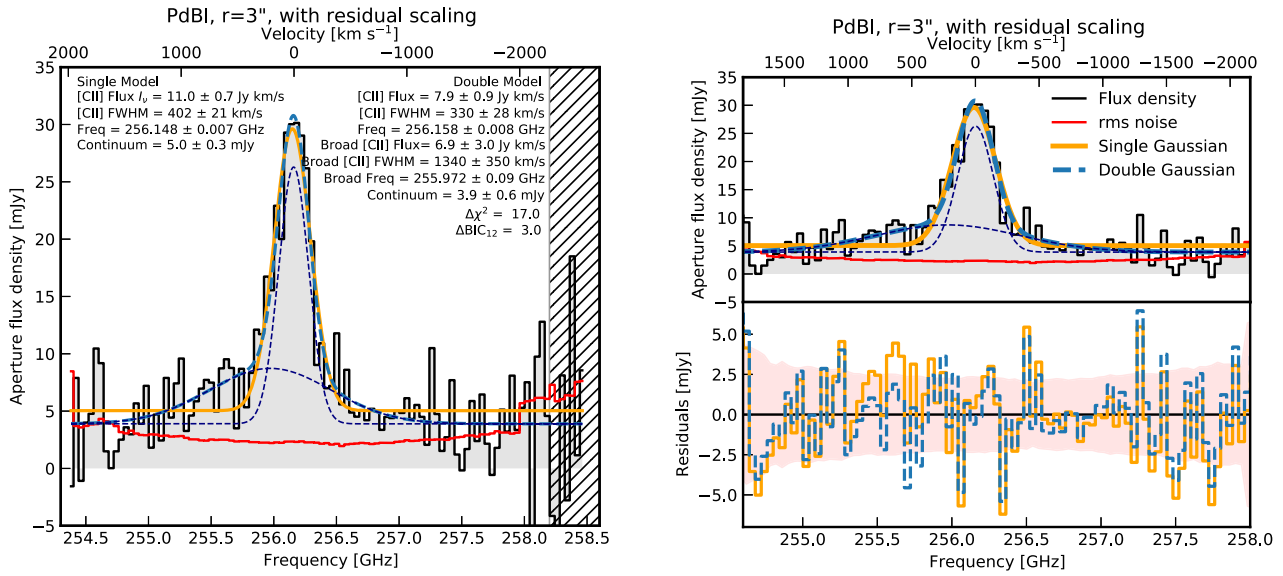 PdBI, r=3", with residual scaling
Velocity [km s⁻¹]
2000 1000 0 -1000 -2000
Single Model
[CII] Flux I_ν = 11.0 ± 0.7 Jy km/s
[CII] FWHM = 402 ± 21 km/s
Freq = 256.148 ± 0.007 GHz
Continuum = 5.0 ± 0.3 mJy
Double Model
[CII] Flux = 7.9 ± 0.9 Jy km/s
[CII] FWHM = 330 ± 28 km/s
Freq = 256.158 ± 0.008 GHz
Broad [CII] Flux= 6.9 ± 3.0 Jy km/s
Broad [CII] FWHM = 1340 ± 350 km/s
Broad Freq = 255.972 ± 0.09 GHz
Continuum = 3.9 ± 0.6 mJy
Δχ² = 17.0
ΔBIC₁₂ = 3.0
Aperture flux density [mJy]
35
30
25
20
15
10
5
0
−5
254.5 255.0 255.5 256.0 256.5 257.0 257.5 258.0 258.5
Frequency [GHz]
PdBI, r=3", with residual scaling
Velocity [km s⁻¹]
1500 1000 500 0 -500 -1000 -1500 -2000
Flux density
rms noise
Single Gaussian
Double Gaussian
Aperture flux density [mJy]
35
30
25
20
15
10
5
0
−5
Residuals [mJy]
5.0
2.5
0.0
−2.5
−5.0
255.0 255.5 256.0 256.5 257.0 257.5 258.0
Frequency [GHz]